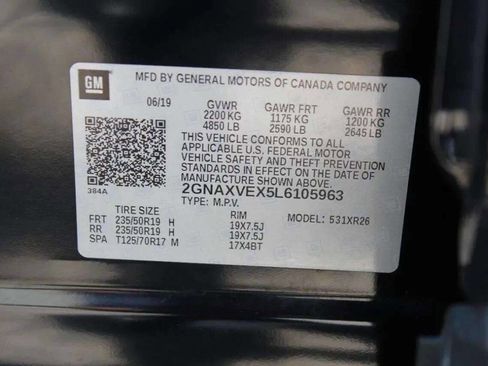 GM
MFD BY GENERAL MOTORS OF CANADA COMPANY
06/19 GVWR GAWR FRT GAWR RR
2200 KG 1175 KG 1200 KG
4850 LB 2590 LB 2645 LB
THIS VEHICLE CONFORMS TO ALL
APPLICABLE U.S. FEDERAL MOTOR
VEHICLE SAFETY AND THEFT PREVENTION
STANDARDS IN EFFECT ON THE DATE OF
MANUFACTURE SHOWN ABOVE.
384A 2GNAXVEX5L6105963
TYPE: M.P.V.
TIRE SIZE RIM MODEL: 531XR26
FRT 235/50R19 H 19X7.5J
RR 235/50R19 H 19X7.5J
SPA T125/70R17 M 17X4BT